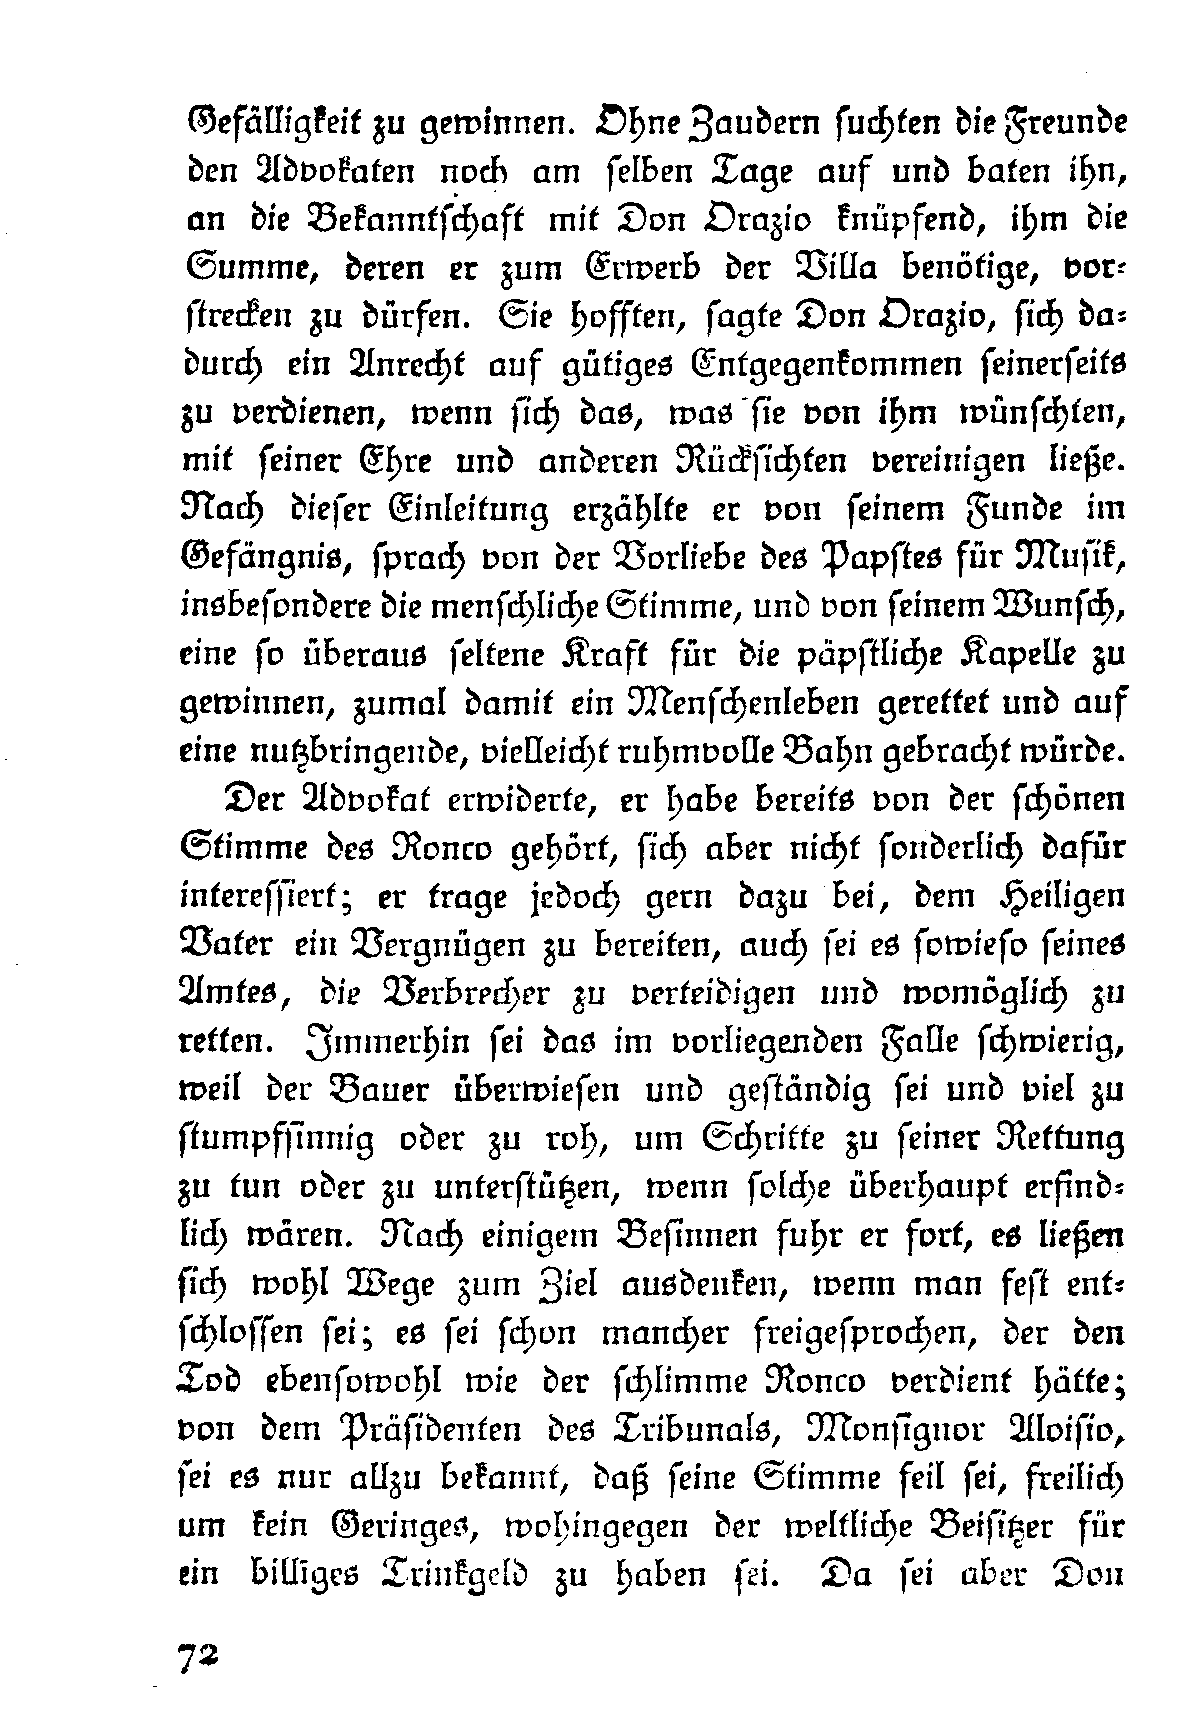 Gefälligkeit zu gewinnen. Ohne Zaudern suchten die Freunde
den Advokaten noch am selben Tage auf und baten ihn,
an die Bekanntschaft mit Don Orazio knüpfend, ihm die
Summe, deren er zum Erwerb der Villa benötige, vor-
strecken zu dürfen. Sie hofften, sagte Don Orazio, sich da-
durch ein Anrecht auf gütiges Entgegenkommen seinerseits
zu verdienen, wenn sich das, was sie von ihm wünschten,
mit seiner Ehre und anderen Rücksichten vereinigen ließe.
Nach dieser Einleitung erzählte er von seinem Funde im
Gefängnis, sprach von der Vorliebe des Papstes für Musik,
insbesondere die menschliche Stimme, und von seinem Wunsch,
eine so überaus seltene Kraft für die päpstliche Kapelle zu
gewinnen, zumal damit ein Menschenleben gerettet und auf
eine nutzbringende, vielleicht ruhmvolle Bahn gebracht würde.
Der Advokat erwiderte, er habe bereits von der schönen
Stimme des Ronco gehört, sich aber nicht sonderlich dafür
interessiert; er trage jedoch gern dazu bei, dem Heiligen
Vater ein Vergnügen zu bereiten, auch sei es sowieso seines
Amtes, die Verbrecher zu verteidigen und womöglich zu
retten. Immerhin sei das im vorliegenden Falle schwierig,
weil der Bauer überwiesen und geständig sei und viel zu
stumpfsinnig oder zu roh, um Schritte zu seiner Rettung
zu tun oder zu unterstützen, wenn solche überhaupt erfind-
lich wären. Nach einigem Besinnen fuhr er fort, es ließen
sich wohl Wege zum Ziel ausdenken, wenn man fest ent-
schlossen sei; es sei schon mancher freigesprochen, der den
Tod ebensowohl wie der schlimme Ronco verdient hätte;
von dem Präsidenten des Tribunals, Monsignor Aloisio,
sei es nur allzu bekannt, daß seine Stimme feil sei, freilich
um kein Geringes, wohingegen der weltliche Beisitzer für
ein billiges Trinkgeld zu haben sei. Da sei aber Don
72